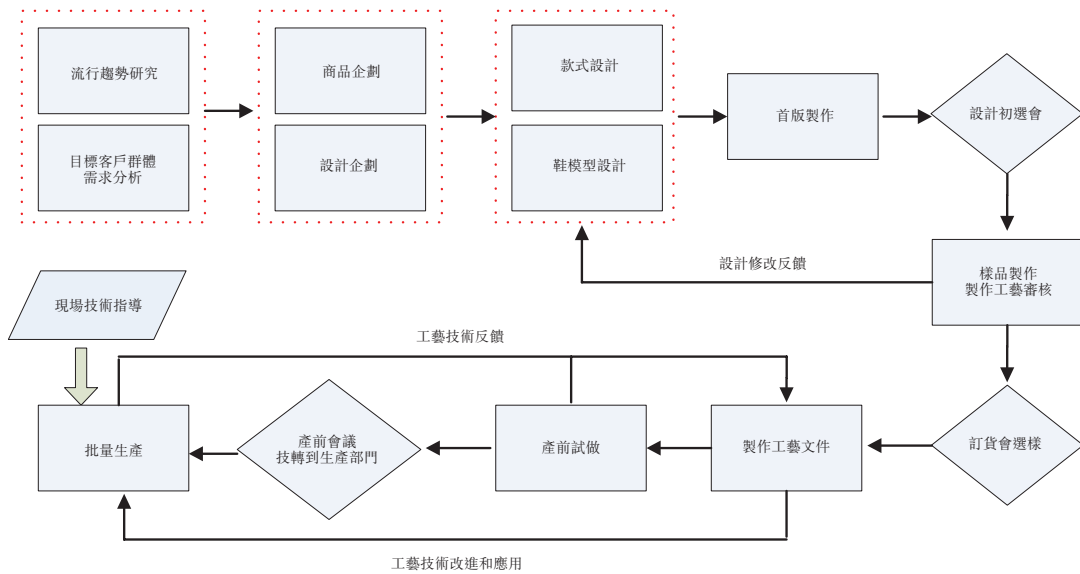 流行趨勢研究
目標客戶群體
需求分析
商品企劃
設計企劃
款式設計
鞋模型設計
首版製作
設計初選會
設計修改反饋
樣品製作
製作工藝審核
現場技術指導
工藝技術反饋
批量生產
產前會議
技轉到生產部門
產前試做
製作工藝文件
訂貨會選樣
工藝技術改進和應用